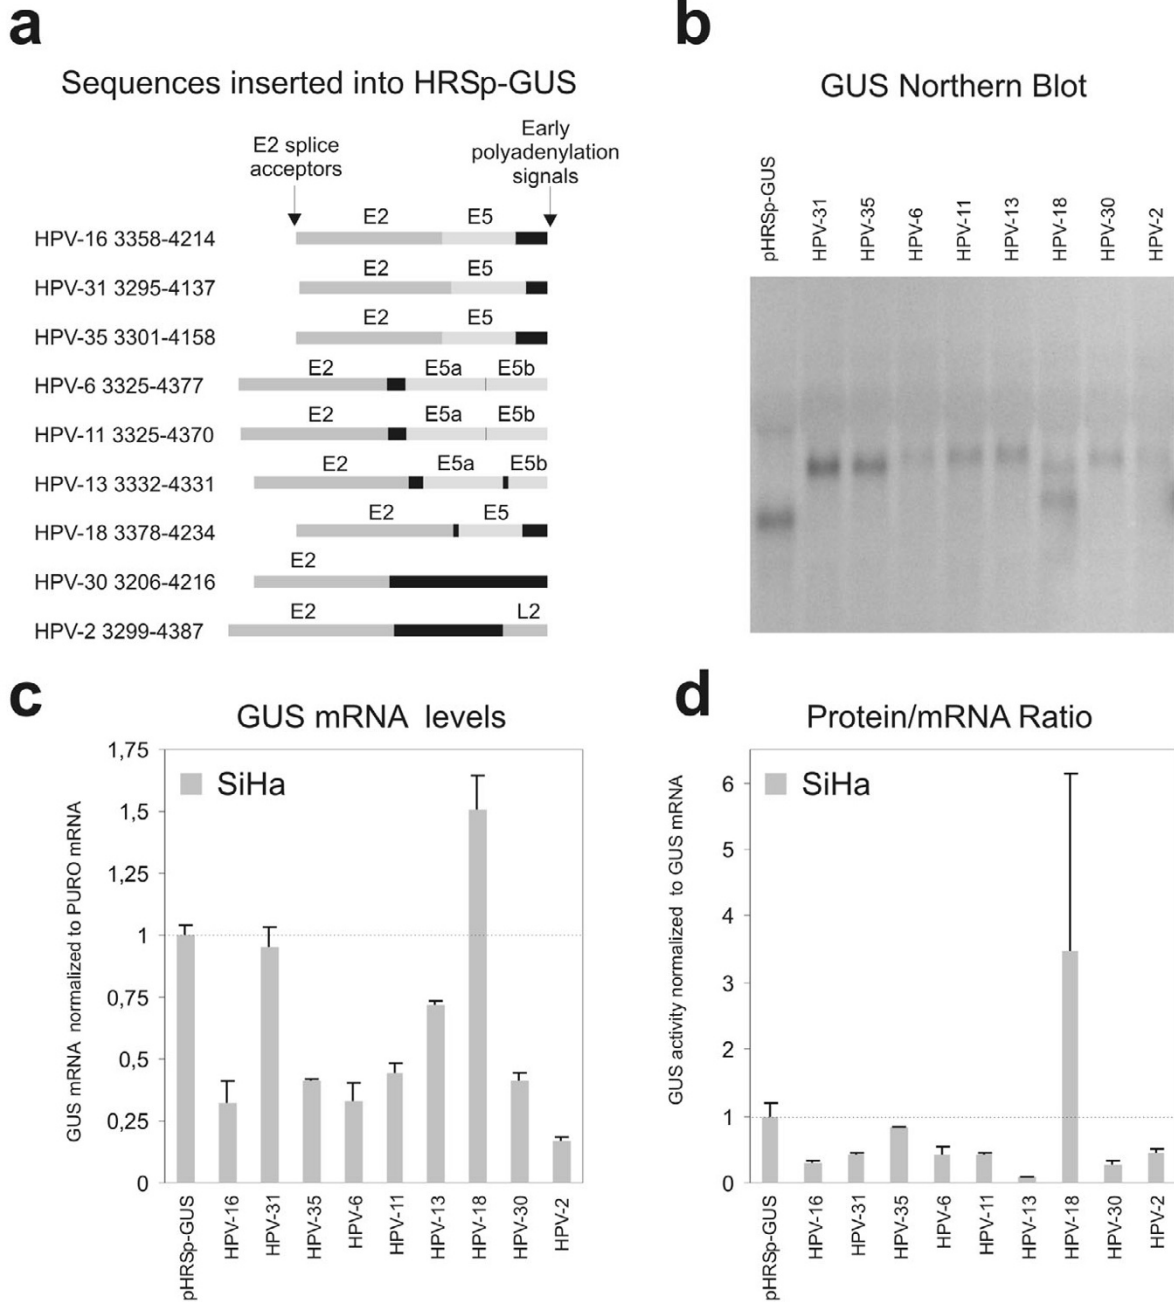 a
Sequences inserted into HRSp-GUS
E2 splice
acceptors
Early
polyadenylation
signals
E2 E5
HPV-16 3358-4214
E2 E5
HPV-31 3295-4137
E2 E5
HPV-35 3301-4158
E2 E5a E5b
HPV-6 3325-4377
E2 E5a E5b
HPV-11 3325-4370
E2 E5a E5b
HPV-13 3332-4331
E2 E5
HPV-18 3378-4234
E2
HPV-30 3206-4216
E2 L2
HPV-2 3299-4387
b
GUS Northern Blot
pHRSp-GUS
HPV-31
HPV-35
HPV-6
HPV-11
HPV-13
HPV-18
HPV-30
HPV-2
c
GUS mRNA levels
GUS mRNA normalized to PURO mRNA
1,75
1,5
1,25
1
0,75
0,5
0,25
0
SiHa
pHRSp-GUS
HPV-16
HPV-31
HPV-35
HPV-6
HPV-11
HPV-13
HPV-18
HPV-30
HPV-2
d
Protein/mRNA Ratio
GUS activity normalized to GUS mRNA
6
5
4
3
2
1
0
SiHa
pHRSp-GUS
HPV-16
HPV-31
HPV-35
HPV-0
HPV-11
HPV-13
HPV-18
HPV-30
HPV-2